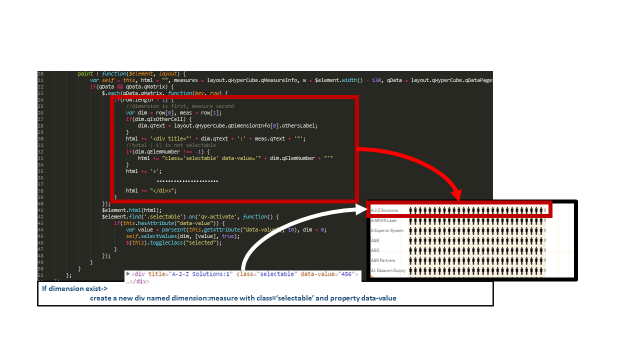 paint : function($element, layout) {
var self = this, html = "", measures = layout.qHyperCube.qMeasureInfo, w = $element.width() - 130, qData = layout.qHyperCube.qDataPages
if(qData && qData.qMatrix) {
$.each(qData.qMatrix, function(key, row) {
if(row.length > 1) {
//dimension is first, measure second
var dim = row[0], meas = row[1];
if(dim.qIsOtherCell) {
dim.qText = layout.qHyperCube.qDimensionInfo[0].othersLabel;
}
html += '<div title="' + dim.qText + ':' + meas.qText + '"';
//total (-1) is not selectable
if(dim.qElemNumber !== -1) {
html += "class='selectable' data-value='" + dim.qElemNumber + "'"
}
html += '>';
html += "</div>";
}
});
$element.html(html);
$element.find('.selectable').on('qv-activate', function() {
if(this.hasAttribute("data-value")) {
var value = parseInt(this.getAttribute("data-value"), 10), dim = 0;
self.selectValues(dim, [value], true);
$(this).toggleClass("selected");
}
});
}
};
<div title="A-2-Z Solutions:1" class="selectable" data-value="456">
…</div>
A-2-Z Solutions
A-ARVIS Laser
A Superior System
A&B
A&G
A&R Partners
If dimension exist->
create a new div named dimension:measure with class='selectable' and property data-value